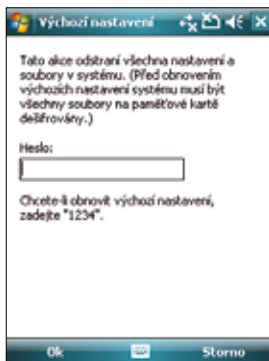 Výchozí nastavení
Tato akce odstraní všechna nastavení a
soubory v systému. (Před obnovením
výchozích nastavení systému musí být
všechny soubory na paměťové kartě
dešifrovány.)
Heslo:
Chcete-li obnovit výchozí nastavení,
zadejte "1234".
Ok
Storno